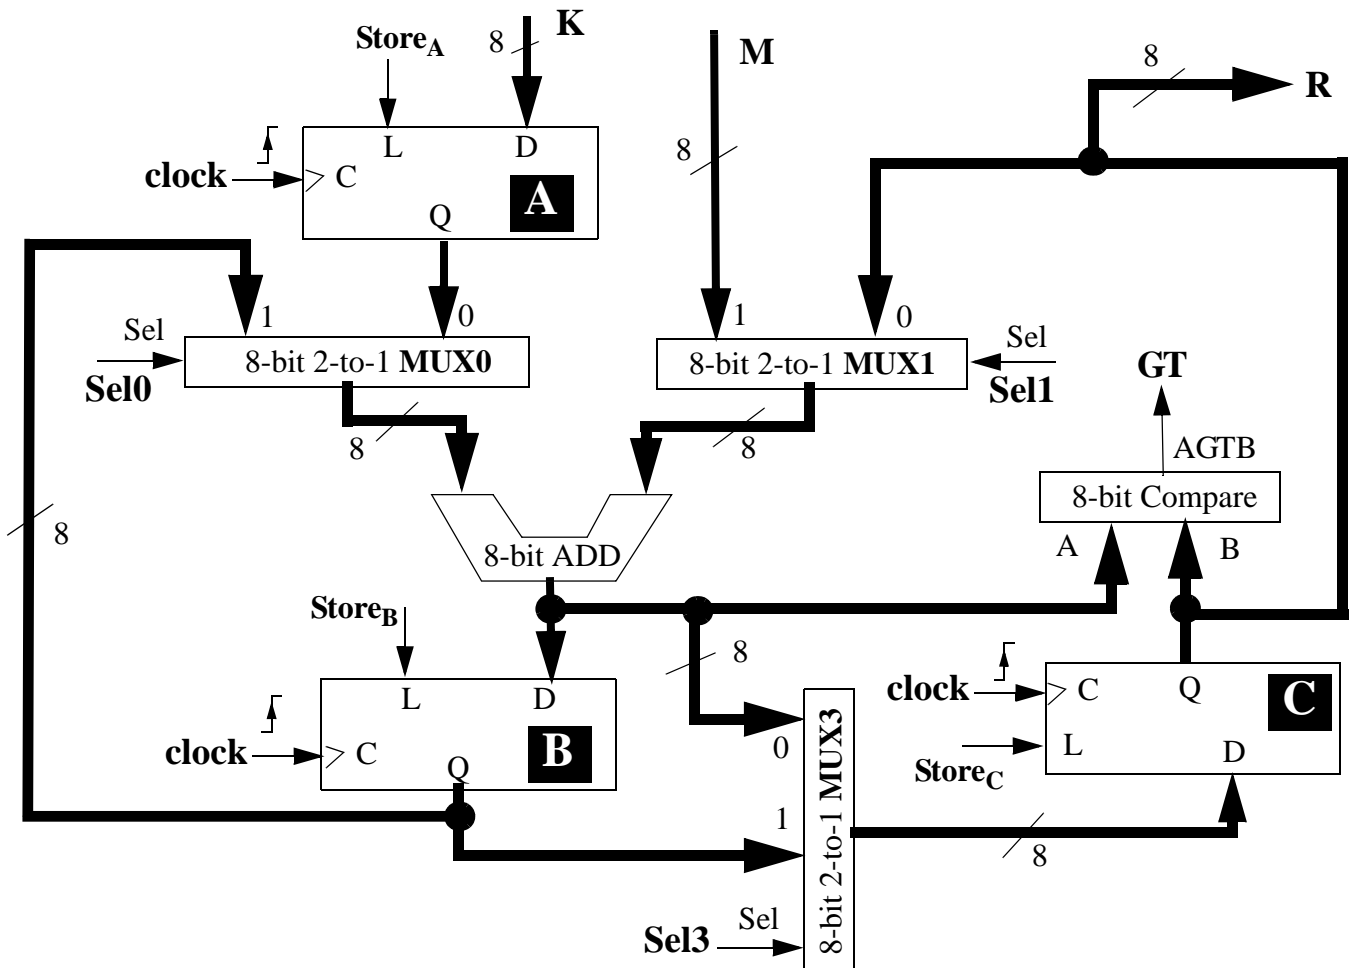 K
Store_A
8
M
8
R
L
D
8
clock
C
A
Q
1
0
1
0
Sel
8-bit 2-to-1 MUX0
8-bit 2-to-1 MUX1
Sel
Sel0
Sel1
GT
8
8
AGTB
8-bit Compare
8
A
B
8-bit ADD
Store_B
8
L
D
clock
C
Q
C
clock
C
B
0
L
D
Store_C
Q
1
8-bit 2-to-1 MUX3
8
Sel
Sel3